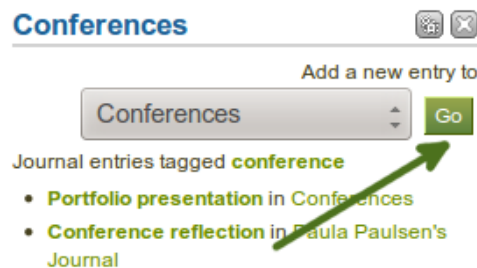 Conferences
Add a new entry to
Conferences
Go
Journal entries tagged conference
Portfolio presentation in Conferences
Conference reflection in Paula Paulsen's
Journal